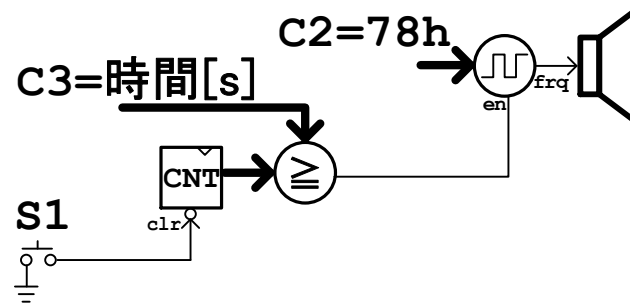 C2=78h
C3=時間[s]
frq
en
CNT
≧
S1
clr